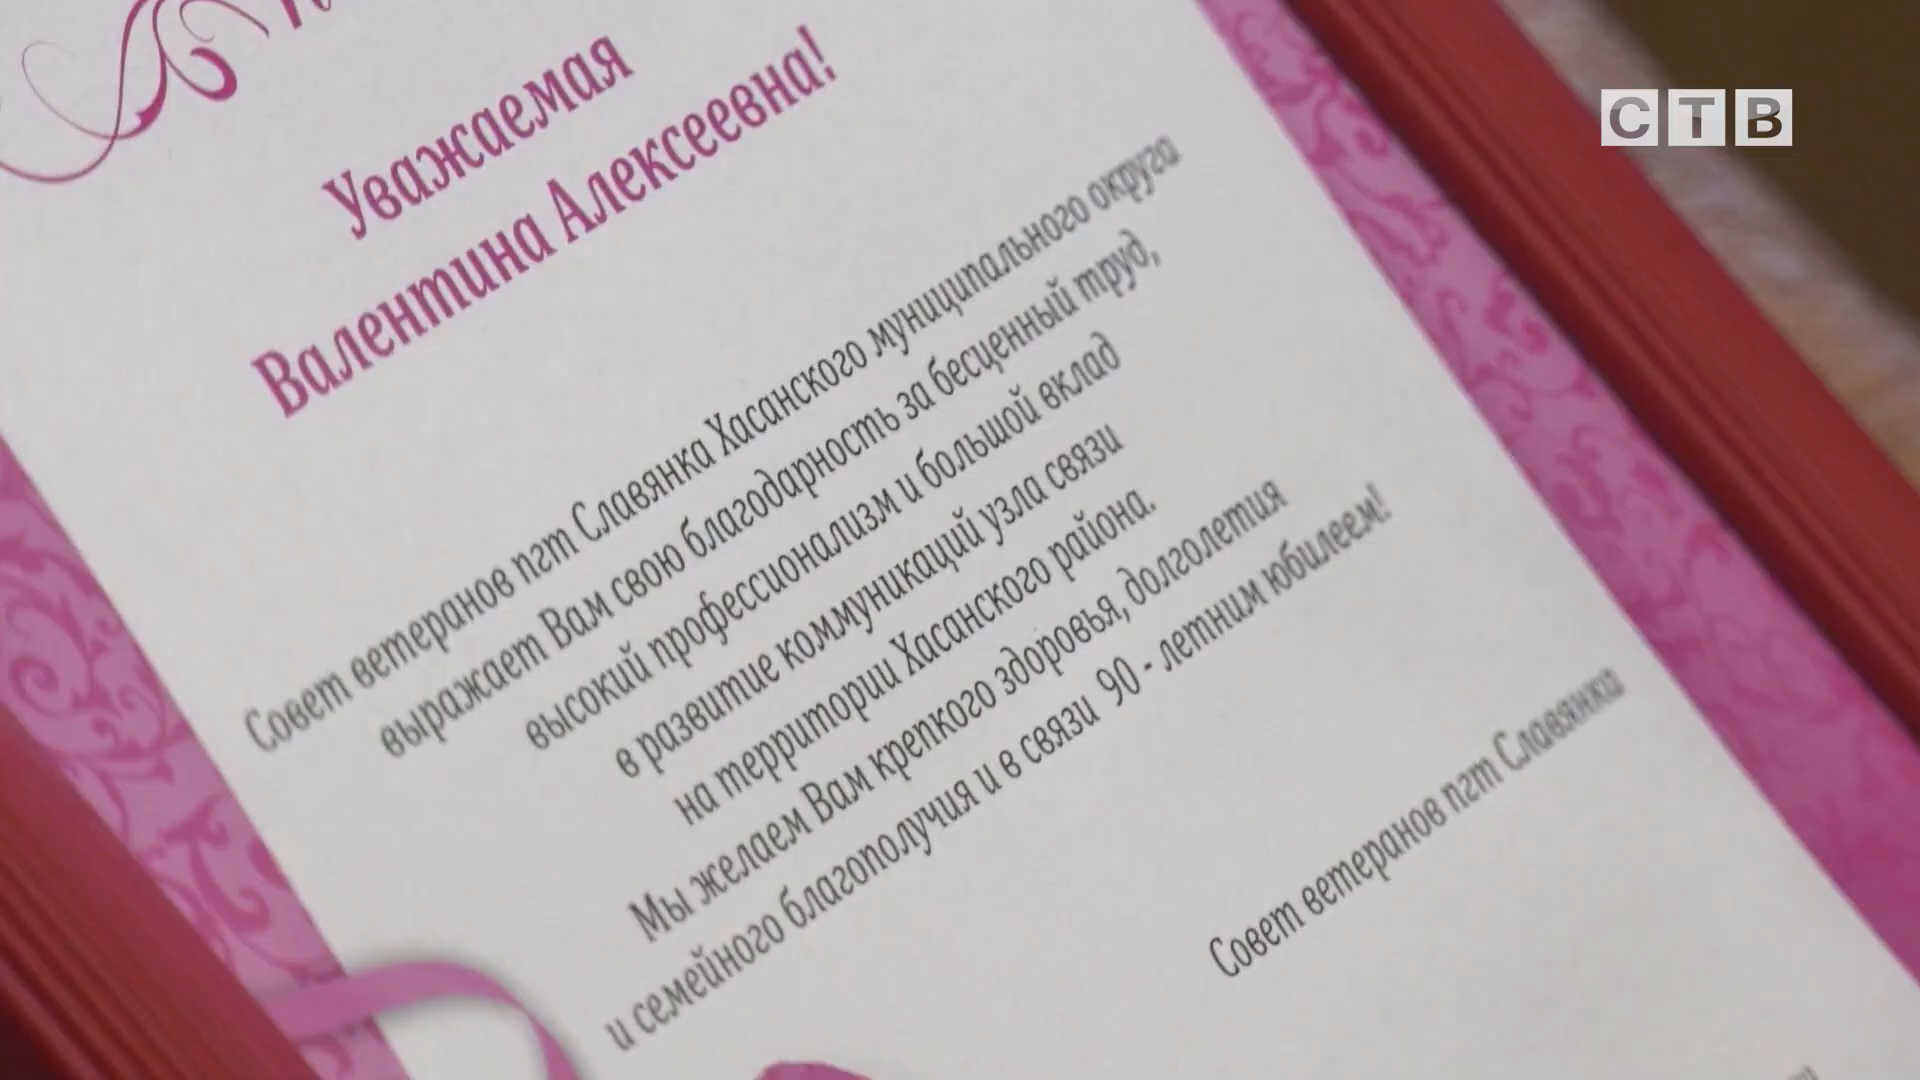 СТВ
Уважаемая
Валентина Алексеевна!
Совет ветеранов пгт Славянка Хасанского муниципального округа
выражает Вам свою благодарность за бесценный труд,
высокий профессионализм и большой вклад
в развитие коммуникаций узла связи
на территории Хасанского района.
Мы желаем Вам крепкого здоровья, долголетия
и семейного благополучия и в связи 90 - летним юбилеем!
Совет ветеранов пгт Славянка